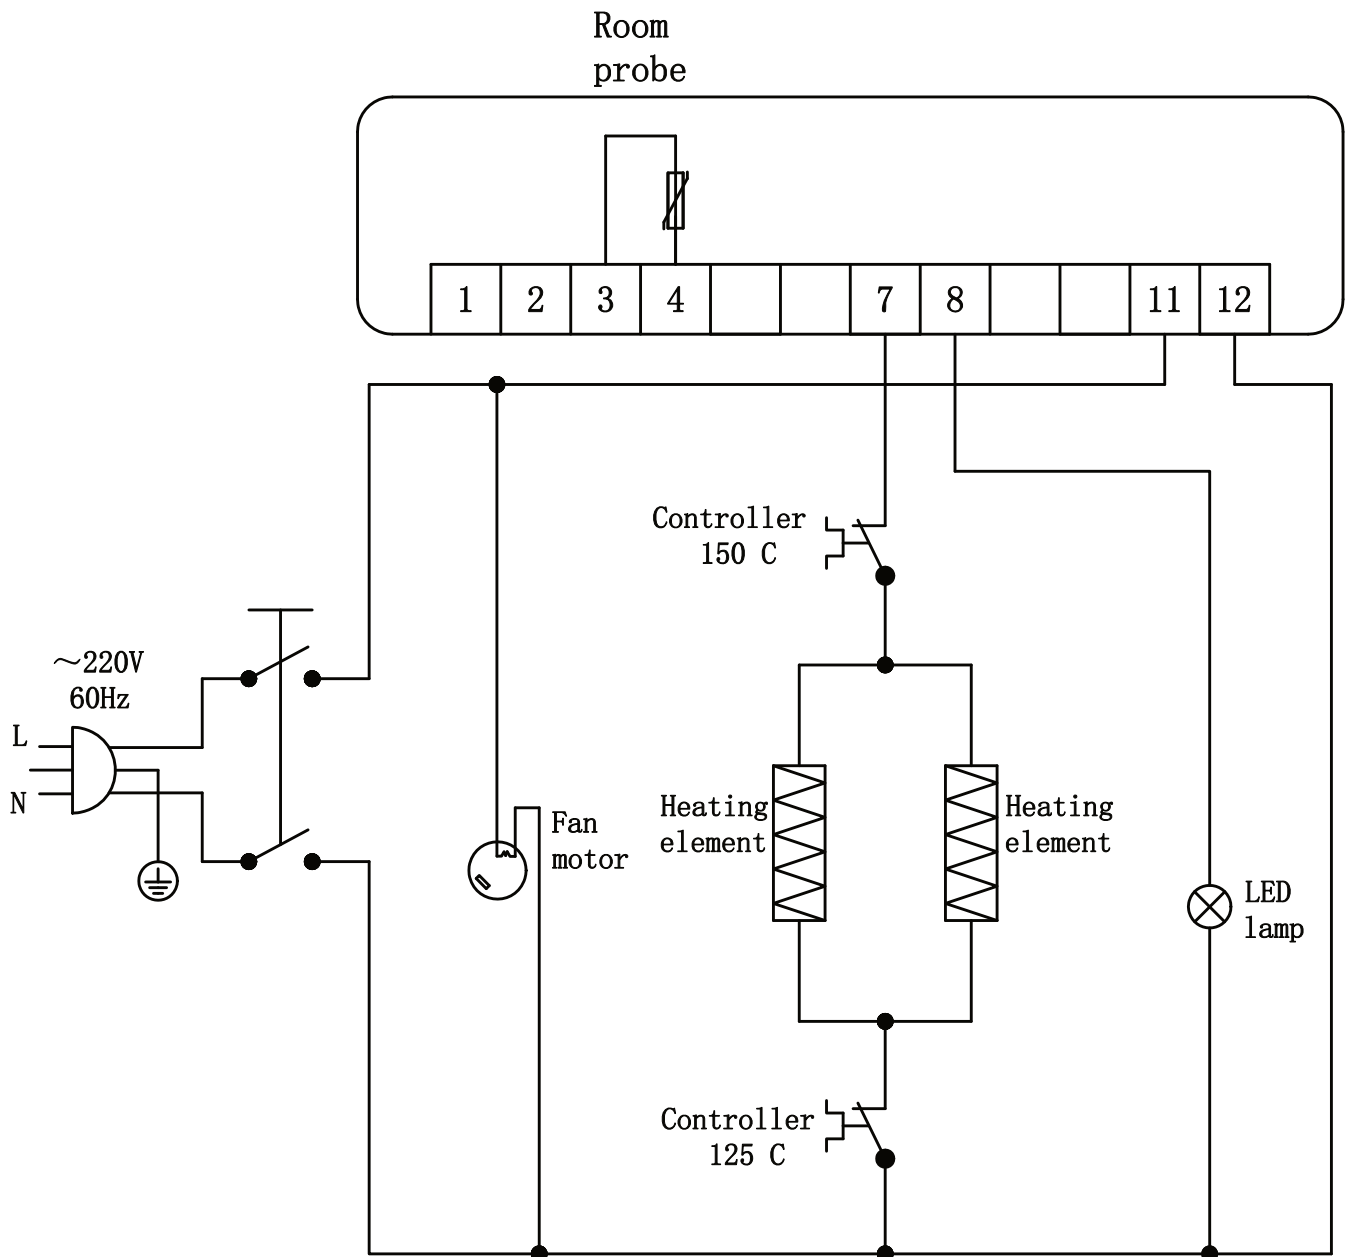 Room
probe
1 2 3 4 7 8 11 12
Controller
150 C
～220V
60Hz
L
N
Fan
motor
Heating
element
Heating
element
LED
lamp
Controller
125 C